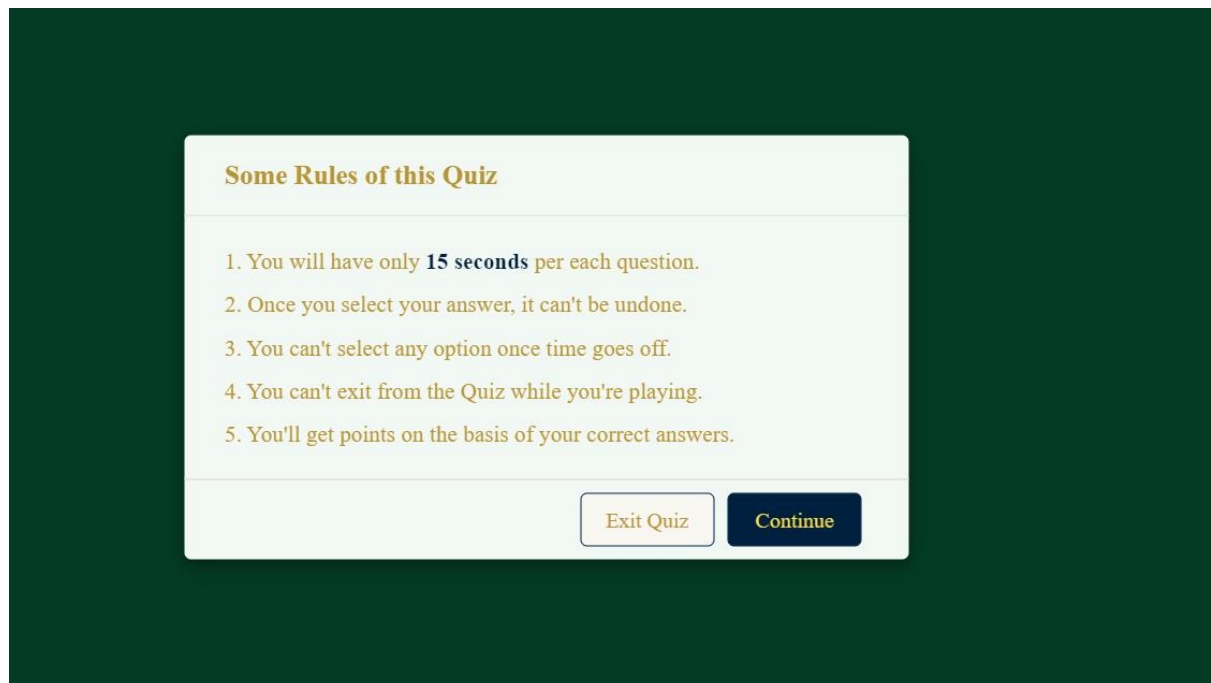 Some Rules of this Quiz
1. You will have only 15 seconds per each question.
2. Once you select your answer, it can't be undone.
3. You can't select any option once time goes off.
4. You can't exit from the Quiz while you're playing.
5. You'll get points on the basis of your correct answers.
Exit Quiz
Continue